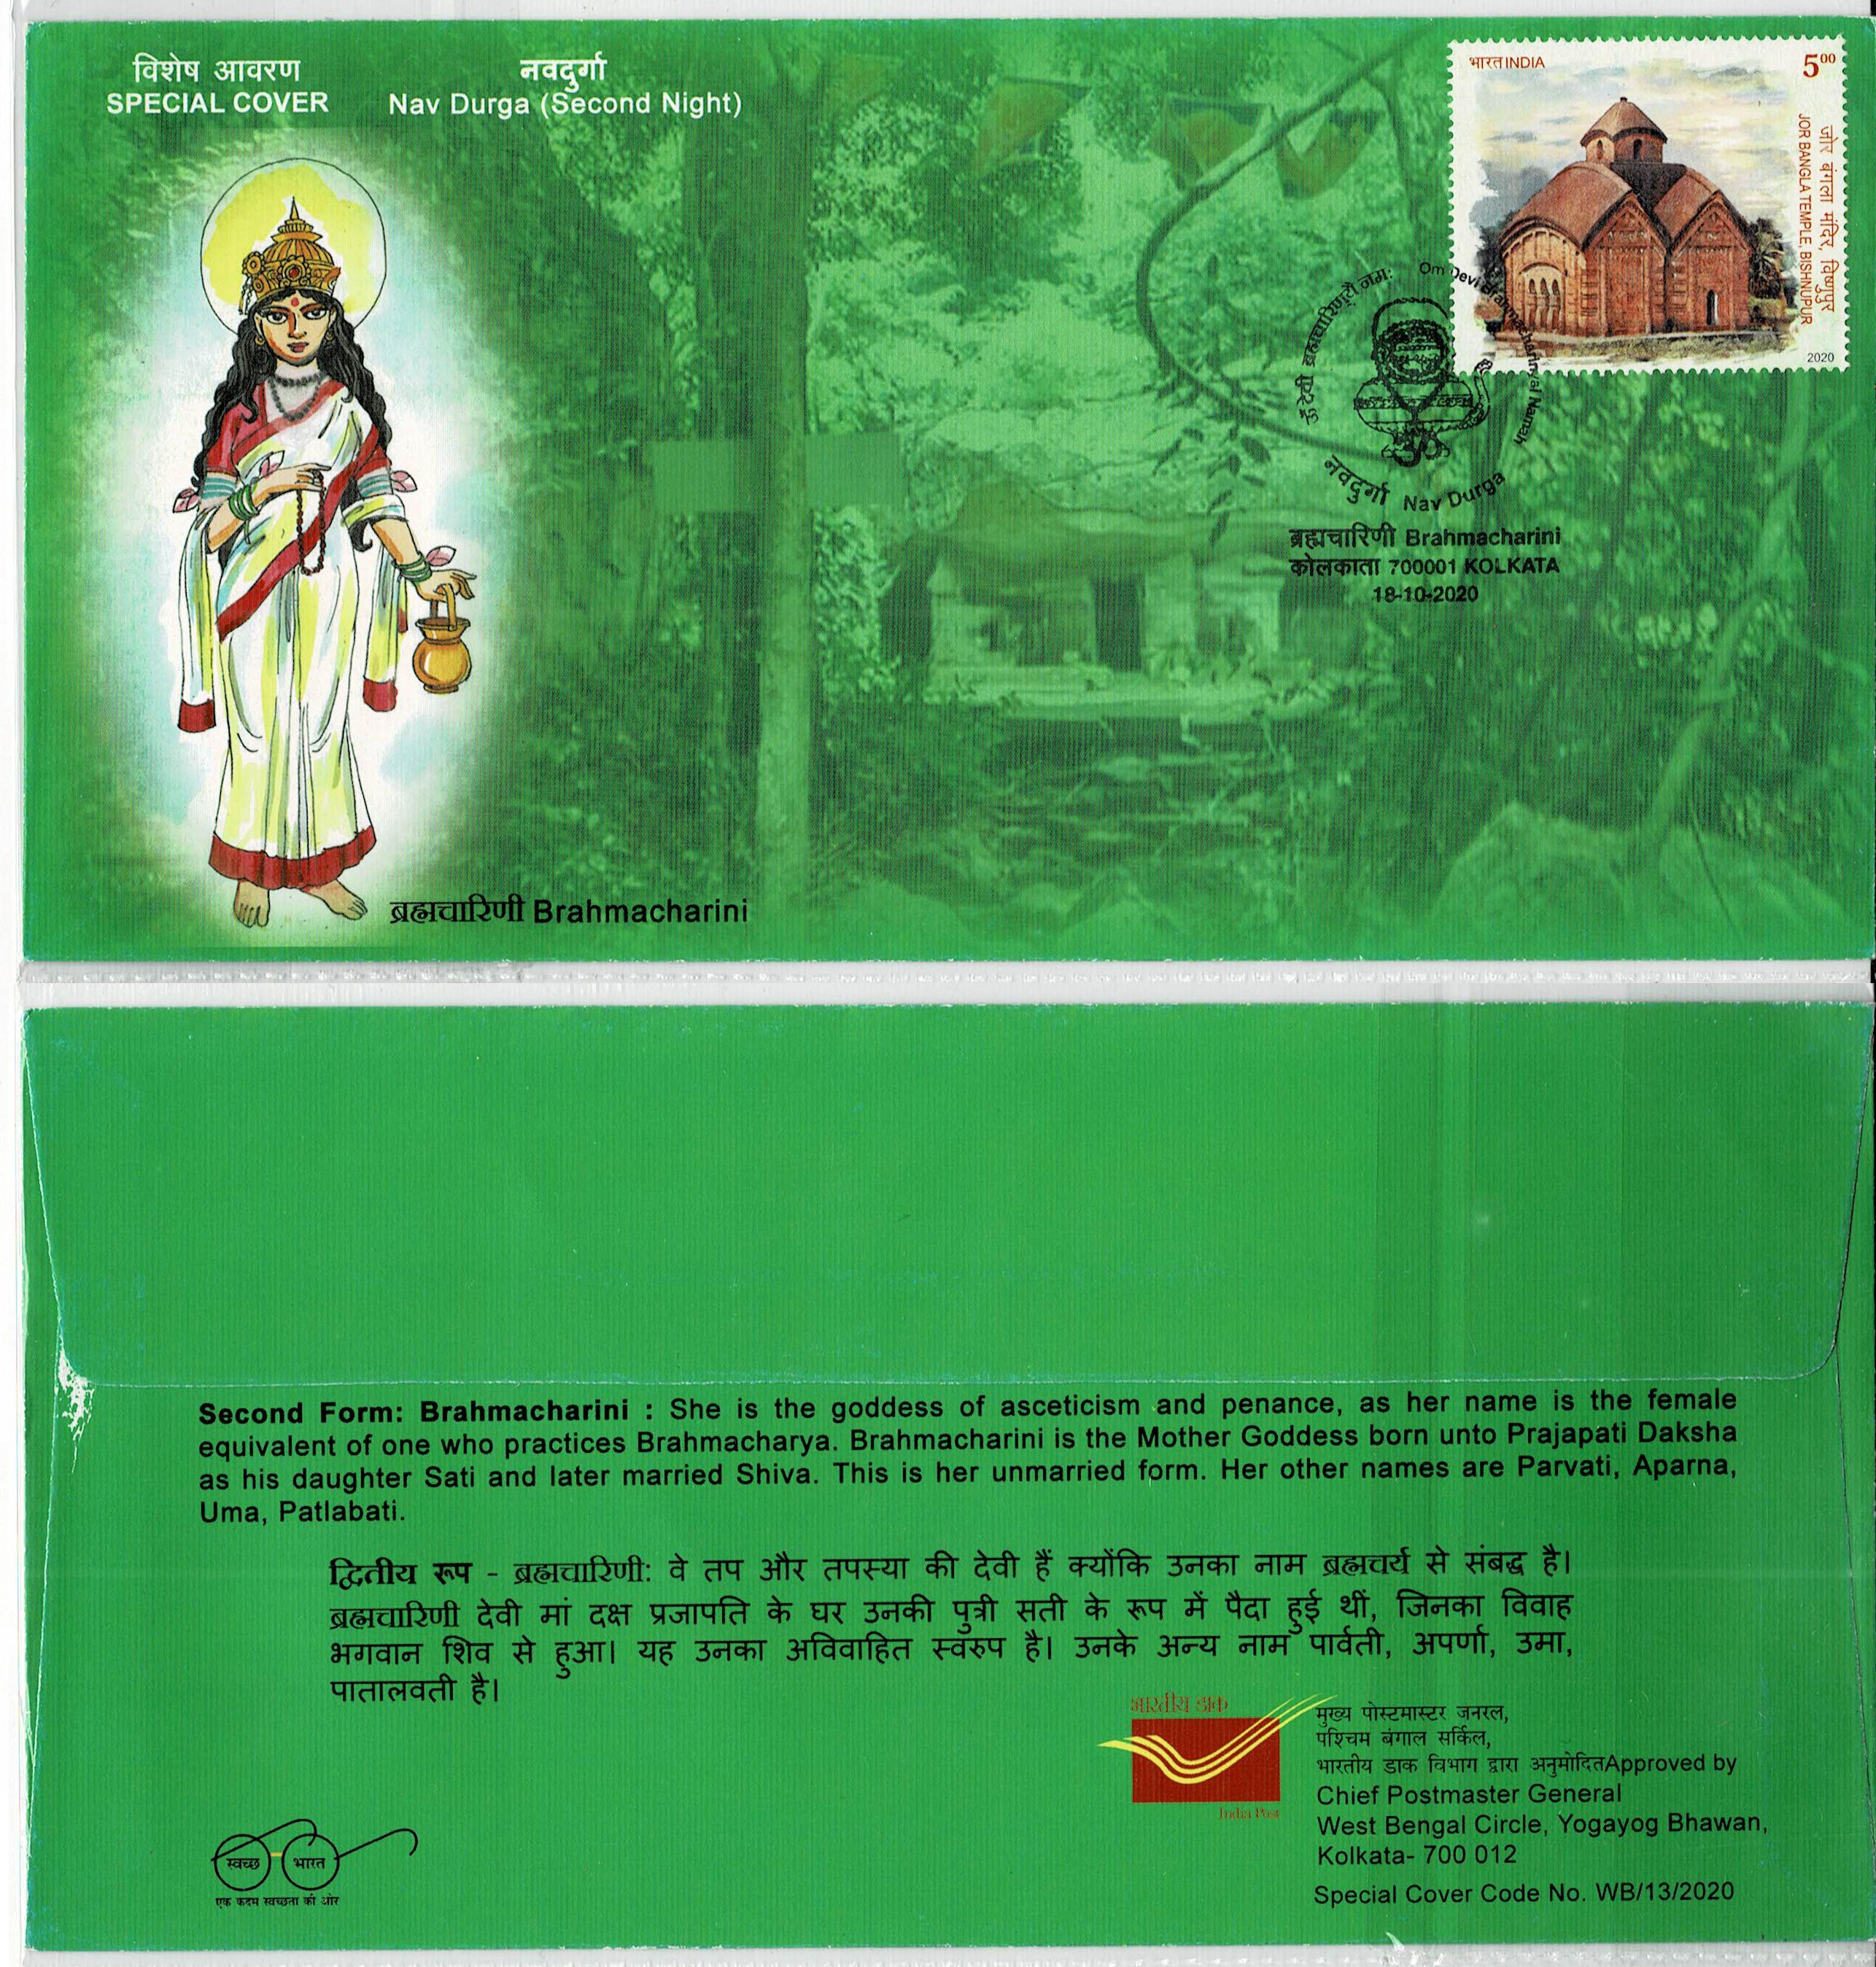 विशेष आवरण
SPECIAL COVER
नवदुर्गा
Nav Durga (Second Night)
भारत INDIA
500
जोर बंगला मंदिर, विष्णुपुर
JOR BANGLA TEMPLE, BISHNUPUR
2020
ॐ देवी ब्रह्मचारिण्यै नमः
Om Devi Brahmacharinyai Namah
नवदुर्गा Nav Durga
ब्रह्मचारिणी Brahmacharini
कोलकाता 700001 KOLKATA
18-10-2020
ब्रह्मचारिणी Brahmacharini
Second Form: Brahmacharini : She is the goddess of asceticism and penance, as her name is the female
equivalent of one who practices Brahmacharya. Brahmacharini is the Mother Goddess born unto Prajapati Daksha
as his daughter Sati and later married Shiva. This is her unmarried form. Her other names are Parvati, Aparna,
Uma, Patlabati.
द्वितीय रूप - ब्रह्मचारिणी: वे तप और तपस्या की देवी हैं क्योंकि उनका नाम ब्रह्मचर्य से संबद्ध है।
ब्रह्मचारिणी देवी मां दक्ष प्रजापति के घर उनकी पुत्री सती के रूप में पैदा हुई थीं, जिनका विवाह
भगवान शिव से हुआ। यह उनका अविवाहित स्वरुप है। उनके अन्य नाम पार्वती, अपर्णा, उमा,
पातालवती है।
भारतीय डाक
India Post
मुख्य पोस्टमास्टर जनरल,
पश्चिम बंगाल सर्किल,
भारतीय डाक विभाग द्वारा अनुमोदितApproved by
Chief Postmaster General
West Bengal Circle, Yogayog Bhawan,
Kolkata- 700 012
Special Cover Code No. WB/13/2020
स्वच्छ भारत
एक कदम स्वच्छता की ओर